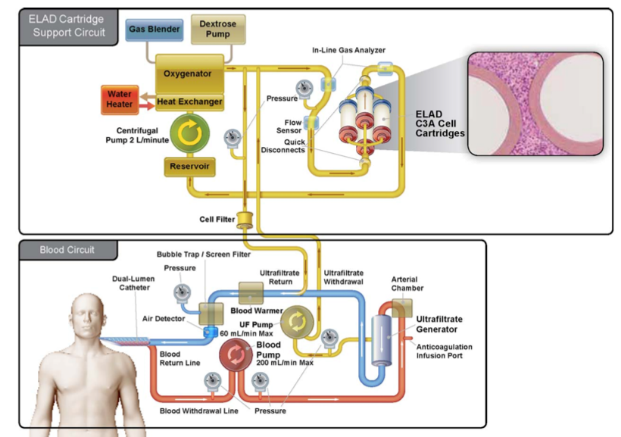 ELAD Cartridge
Support Circuit
Gas Blender
Dextrose
Pump
In-Line Gas Analyzer
Oxygenator
Water
Heater
Heat Exchanger
Pressure
Centrifugal
Pump 2 L/minute
Flow
Sensor
Quick
Disconnects
ELAD
C3A Cell
Cartridges
Reservoir
Cell Filter
Blood Circuit
Bubble Trap / Screen Filter
Pressure
Dual-Lumen
Catheter
Ultrafiltrate
Return
Ultrafiltrate
Withdrawal
Arterial
Chamber
Air Detector
Blood Warmer
UF Pump
60 mL/min Max
Ultrafiltrate
Generator
Blood
Return Line
Blood
Pump
200 mL/min Max
Anticoagulation
Infusion Port
Blood Withdrawal Line
Pressure